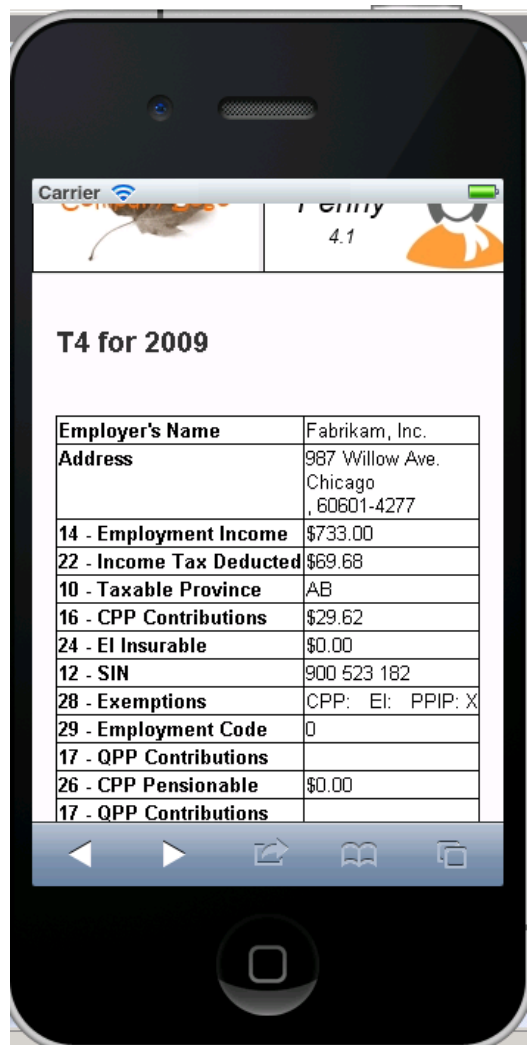 Carrier
Penny
4.1
T4 for 2009
Employer's Name Fabrikam, Inc.
Address 987 Willow Ave.
Chicago
, 60601-4277
14 - Employment Income $733.00
22 - Income Tax Deducted $69.68
10 - Taxable Province AB
16 - CPP Contributions $29.62
24 - EI Insurable $0.00
12 - SIN 900 523 182
28 - Exemptions CPP: EI: PPIP: X
29 - Employment Code 0
17 - QPP Contributions
26 - CPP Pensionable $0.00
17 - QPP Contributions